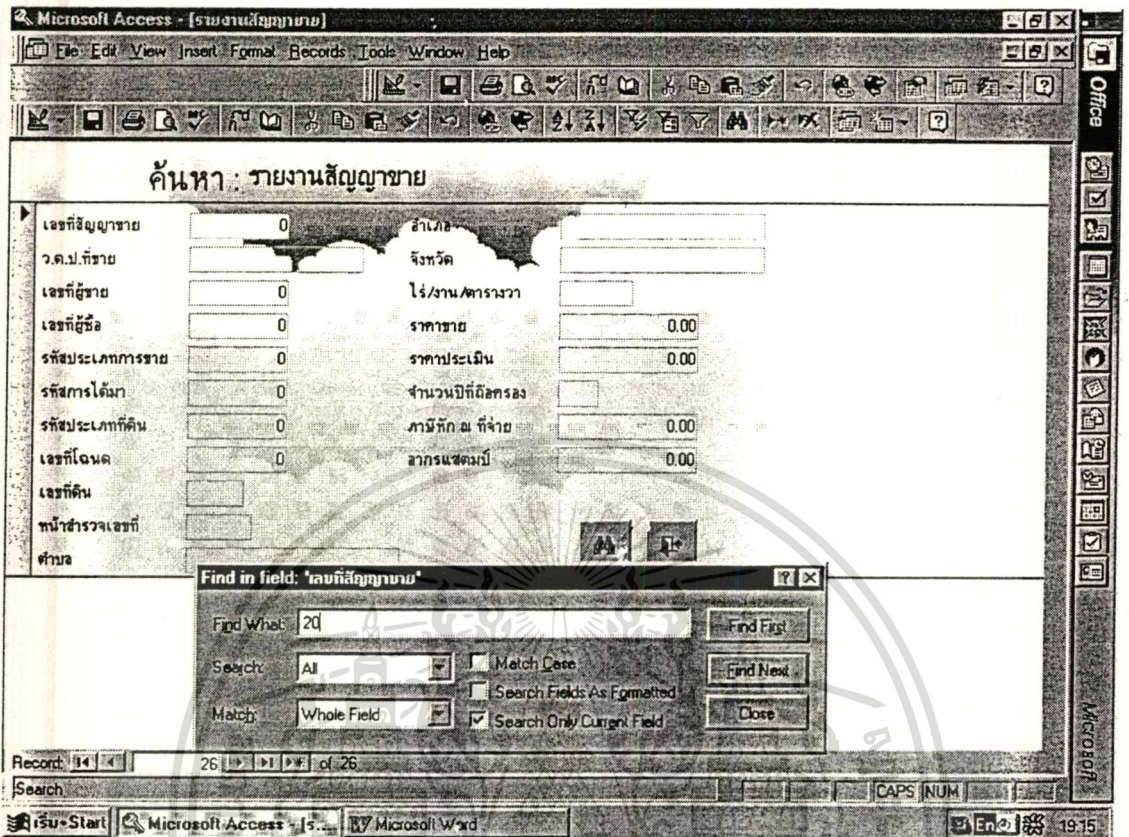 Microsoft Access - [รายงานสัญญาขาย]
File Edit View Insert Format Records Tools Window Help
Office
ค้นหา : รายงานสัญญาขาย
เลขที่สัญญาขาย 0 อำเภอ
ว.ด.ป.ที่ขาย จังหวัด
เลขที่ผู้ขาย 0 ไร่/งาน/ตารางวา
เลขที่ผู้ซื้อ 0 ราคาขาย 0.00
รหัสประเภทการขาย 0 ราคาประเมิน 0.00
รหัสการได้มา 0 จำนวนปีที่ถือครอง
รหัสประเภทที่ดิน 0 ภาษีหัก ณ ที่จ่าย 0.00
เลขที่โฉนด 0 อากรแสตมป์ 0.00
เลขที่ดิน
หน้าสำรวจเลขที่
ตำบล
Find in field: 'เลขที่สัญญาขาย'
Find What: 20 Find First
Search: All Match Case Find Next
Search Fields As Formatted
Match: Whole Field Search Only Current Field Close
Microsoft
Record: 26 of 26
Search CAPS NUM
เริ่ม-Start Microsoft Access - [ร... Microsoft Word En 19:15